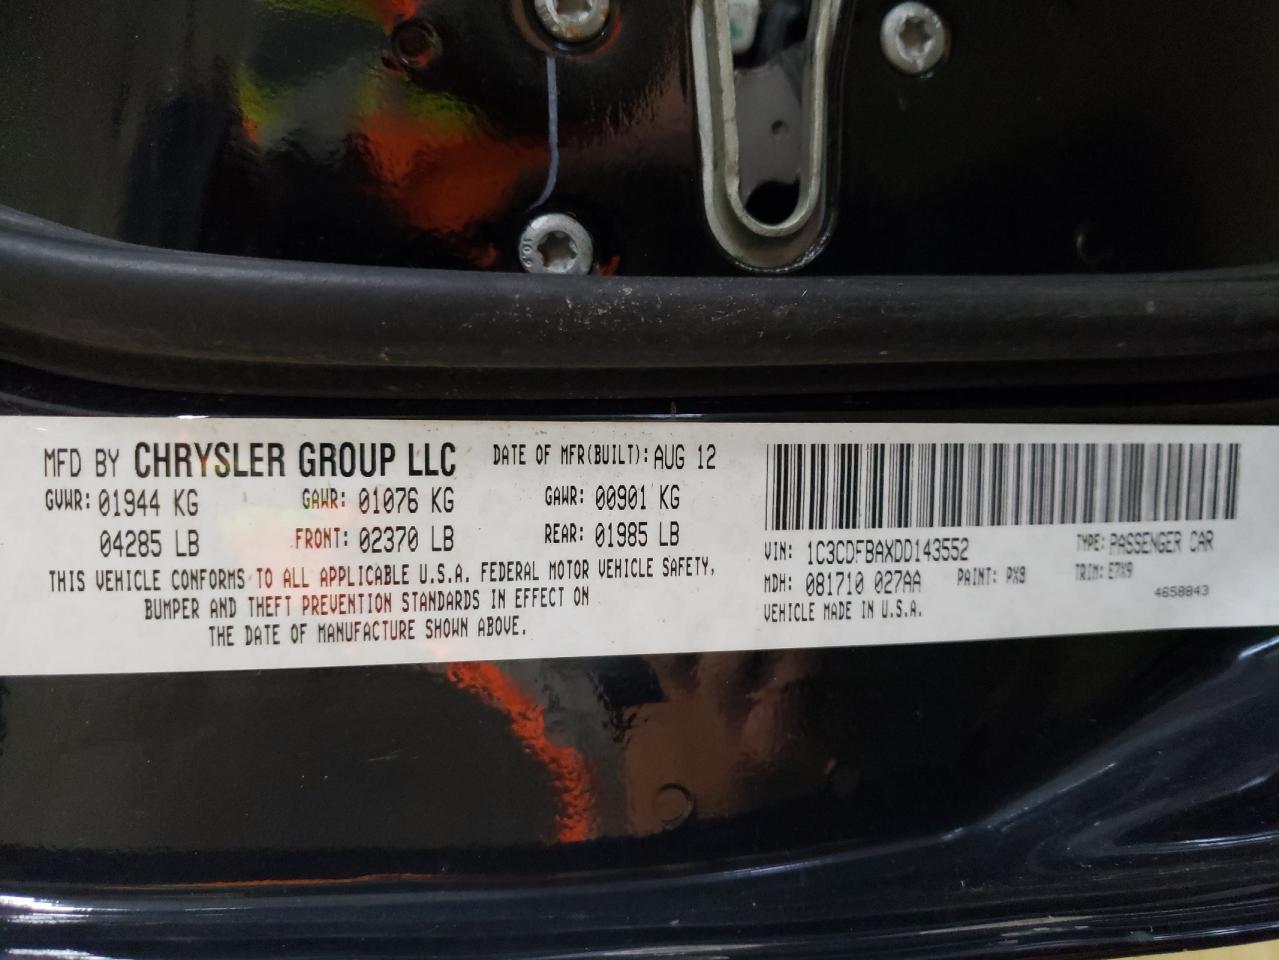 MFD BY CHRYSLER GROUP LLC DATE OF MFR(BUILT): AUG 12
GVWR: 01944 KG GAWR: 01076 KG GAWR: 00901 KG
04285 LB FRONT: 02370 LB REAR: 01985 LB
THIS VEHICLE CONFORMS TO ALL APPLICABLE U.S.A. FEDERAL MOTOR VEHICLE SAFETY,
BUMPER AND THEFT PREVENTION STANDARDS IN EFFECT ON
THE DATE OF MANUFACTURE SHOWN ABOVE.
VIN: 1C3CDFBAXDD143552 TYPE: PASSENGER CAR
MDH: 081710 027AA PAINT: PX8 TRIM: E7X9
VEHICLE MADE IN U.S.A. 4658843